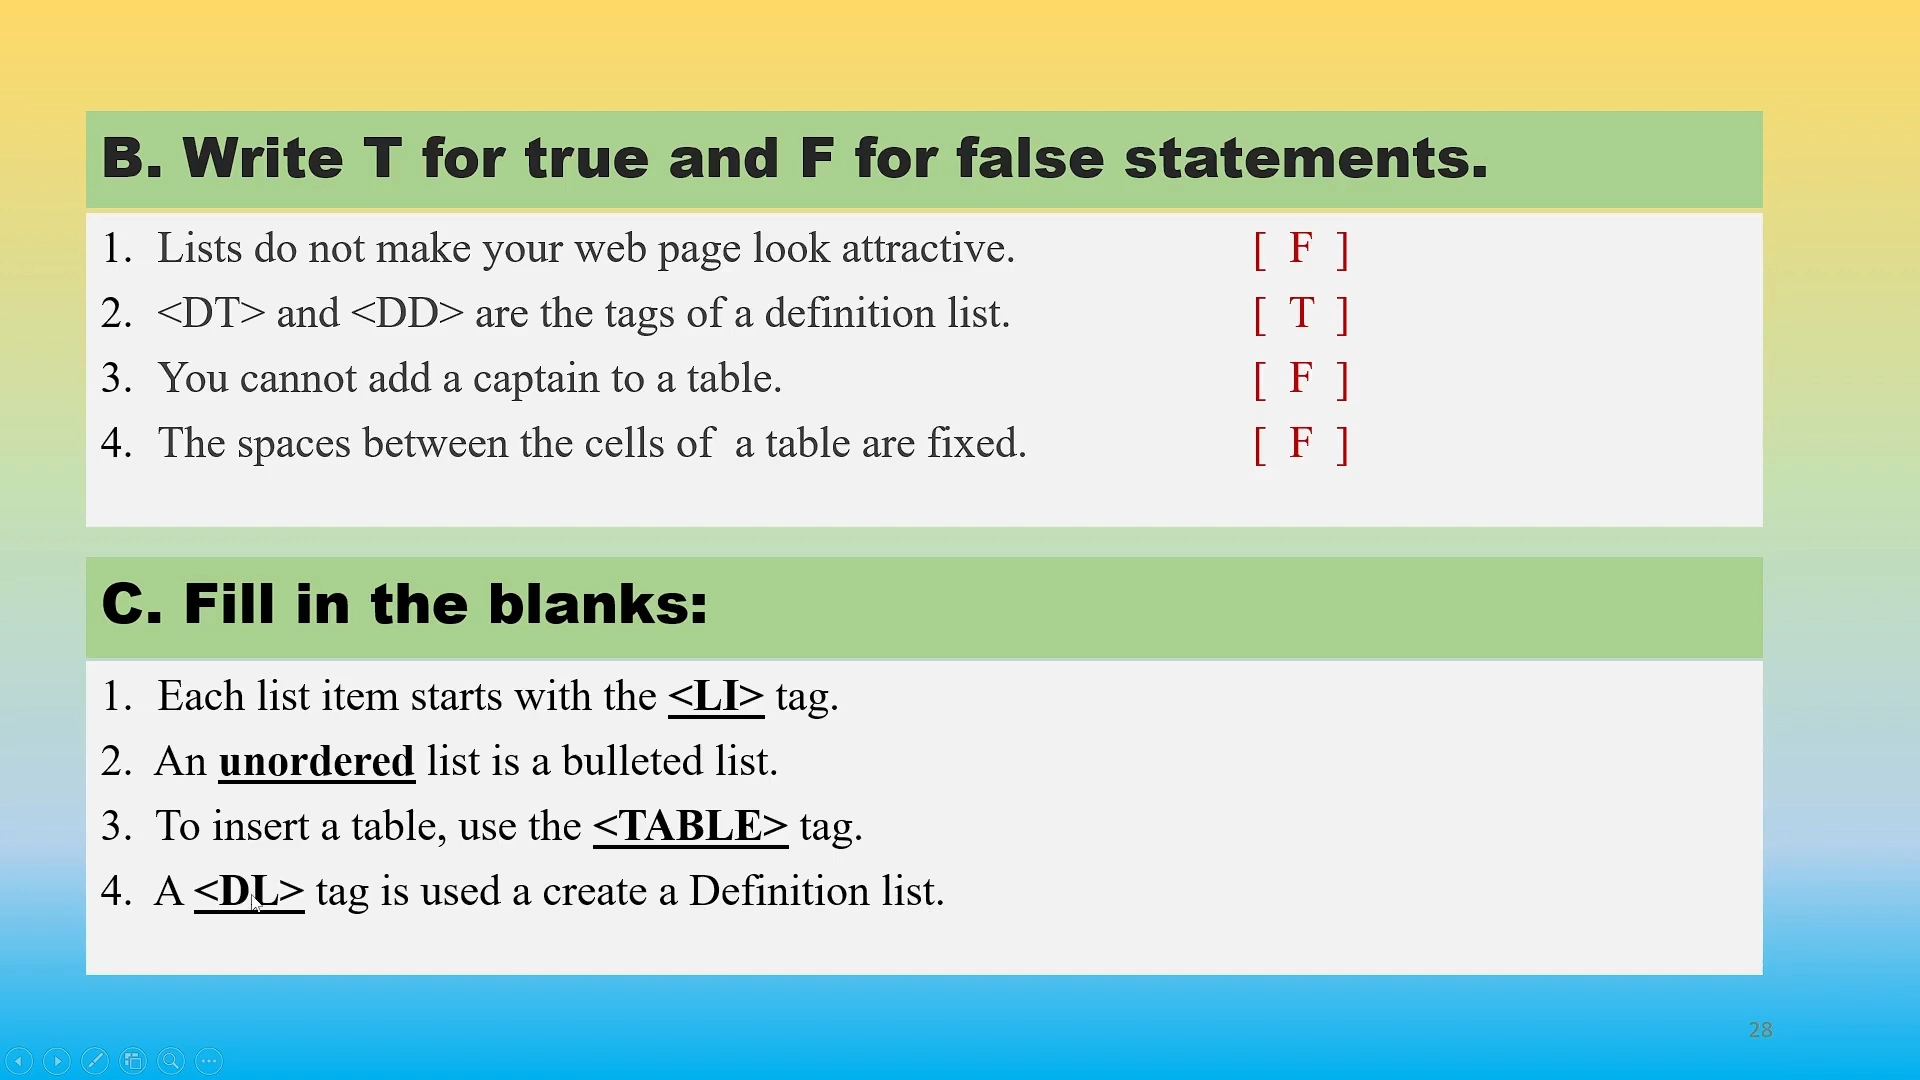 B. Write T for true and F for false statements.
1. Lists do not make your web page look attractive. [ F ]
2. <DT> and <DD> are the tags of a definition list. [ T ]
3. You cannot add a captain to a table. [ F ]
4. The spaces between the cells of a table are fixed. [ F ]
C. Fill in the blanks:
1. Each list item starts with the <LI> tag.
2. An unordered list is a bulleted list.
3. To insert a table, use the <TABLE> tag.
4. A <DL> tag is used a create a Definition list.
28